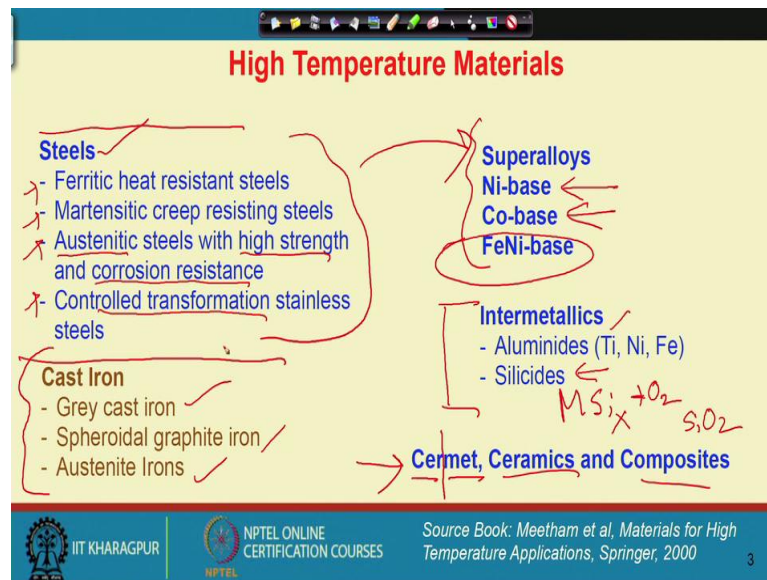 High Temperature Materials
Steels
- Ferritic heat resistant steels
- Martensitic creep resisting steels
- Austenitic steels with high strength
and corrosion resistance
- Controlled transformation stainless
steels
Cast Iron
- Grey cast iron
- Spheroidal graphite iron
- Austenite Irons
Superalloys
Ni-base
Co-base
FeNi-base
Intermetallics
- Aluminides (Ti, Ni, Fe)
- Silicides
MSix + O2
SiO2
Cermet, Ceramics and Composites
IIT KHARAGPUR
NPTEL
NPTEL ONLINE
CERTIFICATION COURSES
Source Book: Meetham et al, Materials for High
Temperature Applications, Springer, 2000
3